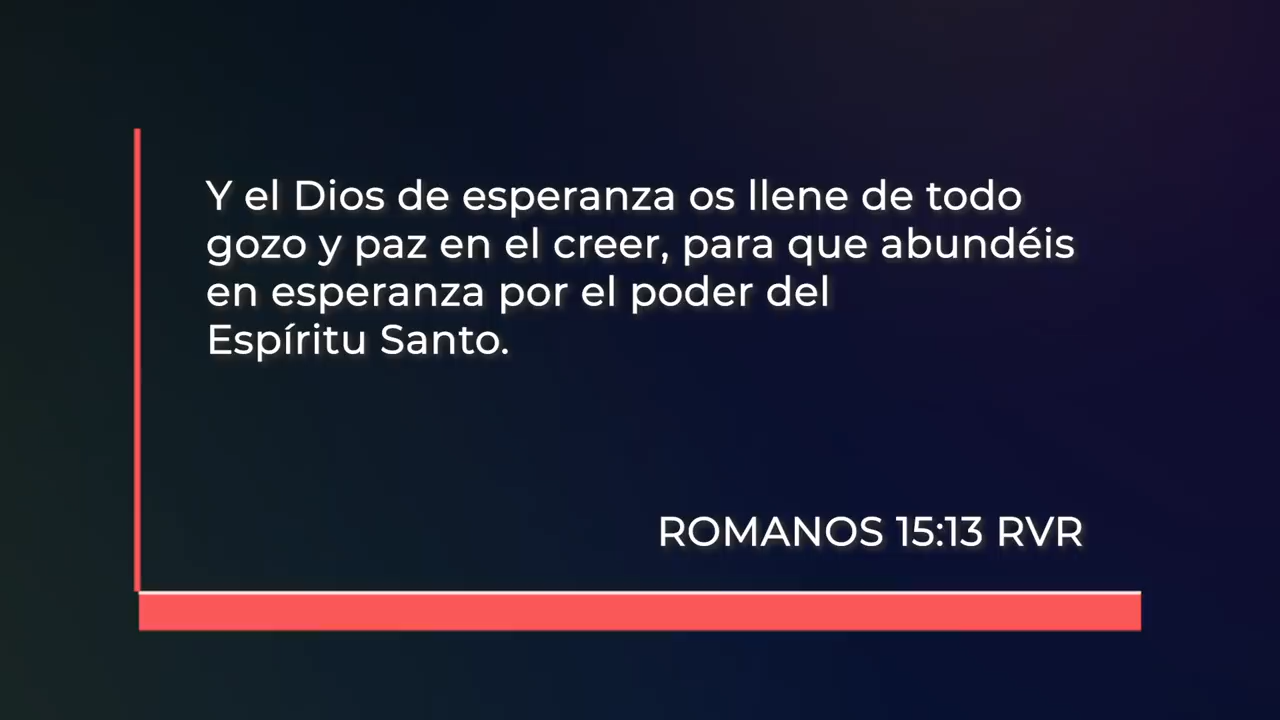 Y el Dios de esperanza os llene de todo
gozo y paz en el creer, para que abundéis
en esperanza por el poder del
Espíritu Santo.
ROMANOS 15:13 RVR